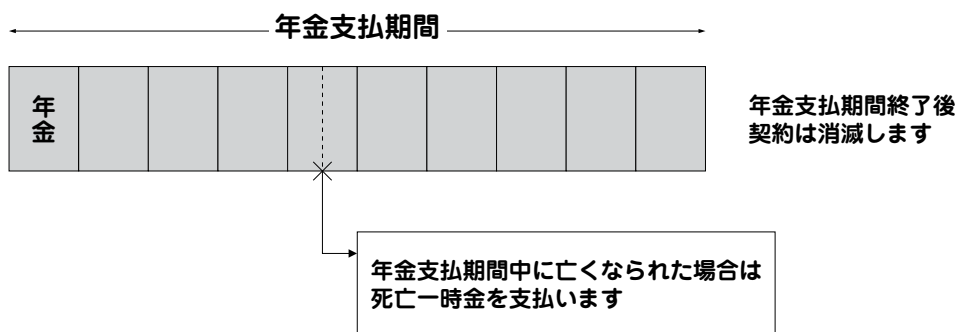 年金支払期間
年金
年金支払期間終了後
契約は消滅します
年金支払期間中に亡くなられた場合は
死亡一時金を支払います